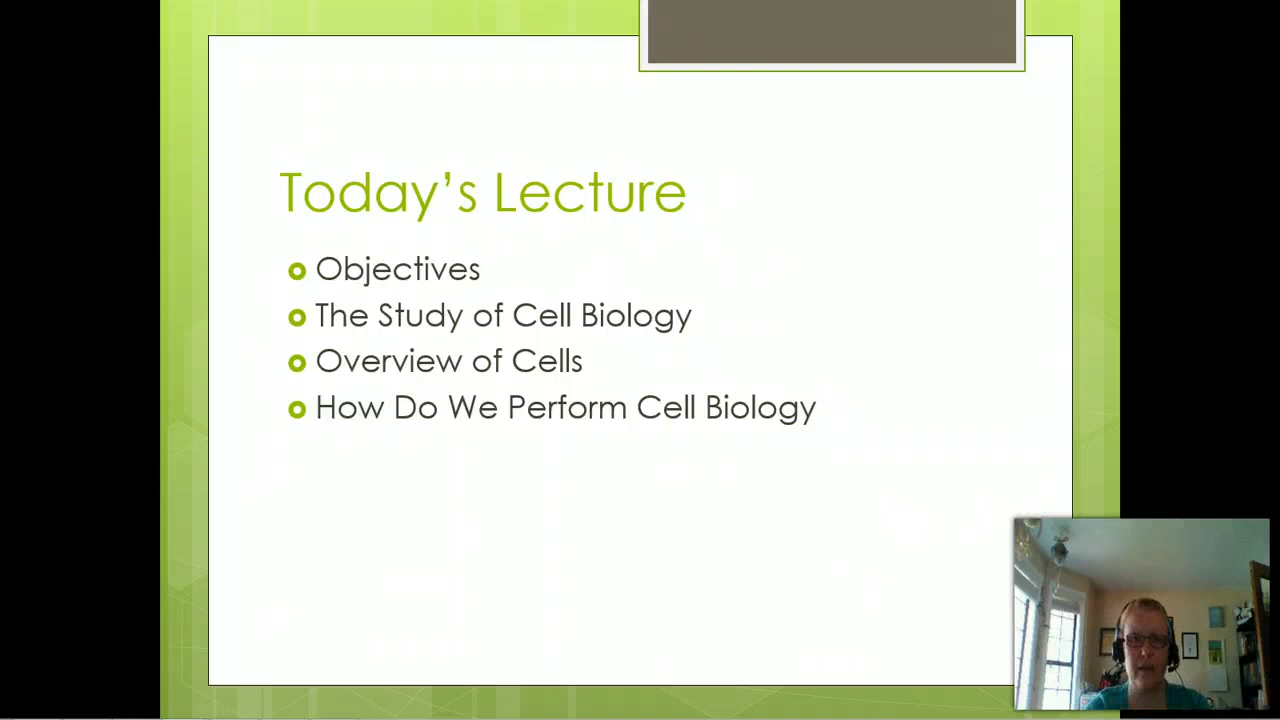 Today's Lecture
Objectives
The Study of Cell Biology
Overview of Cells
How Do We Perform Cell Biology